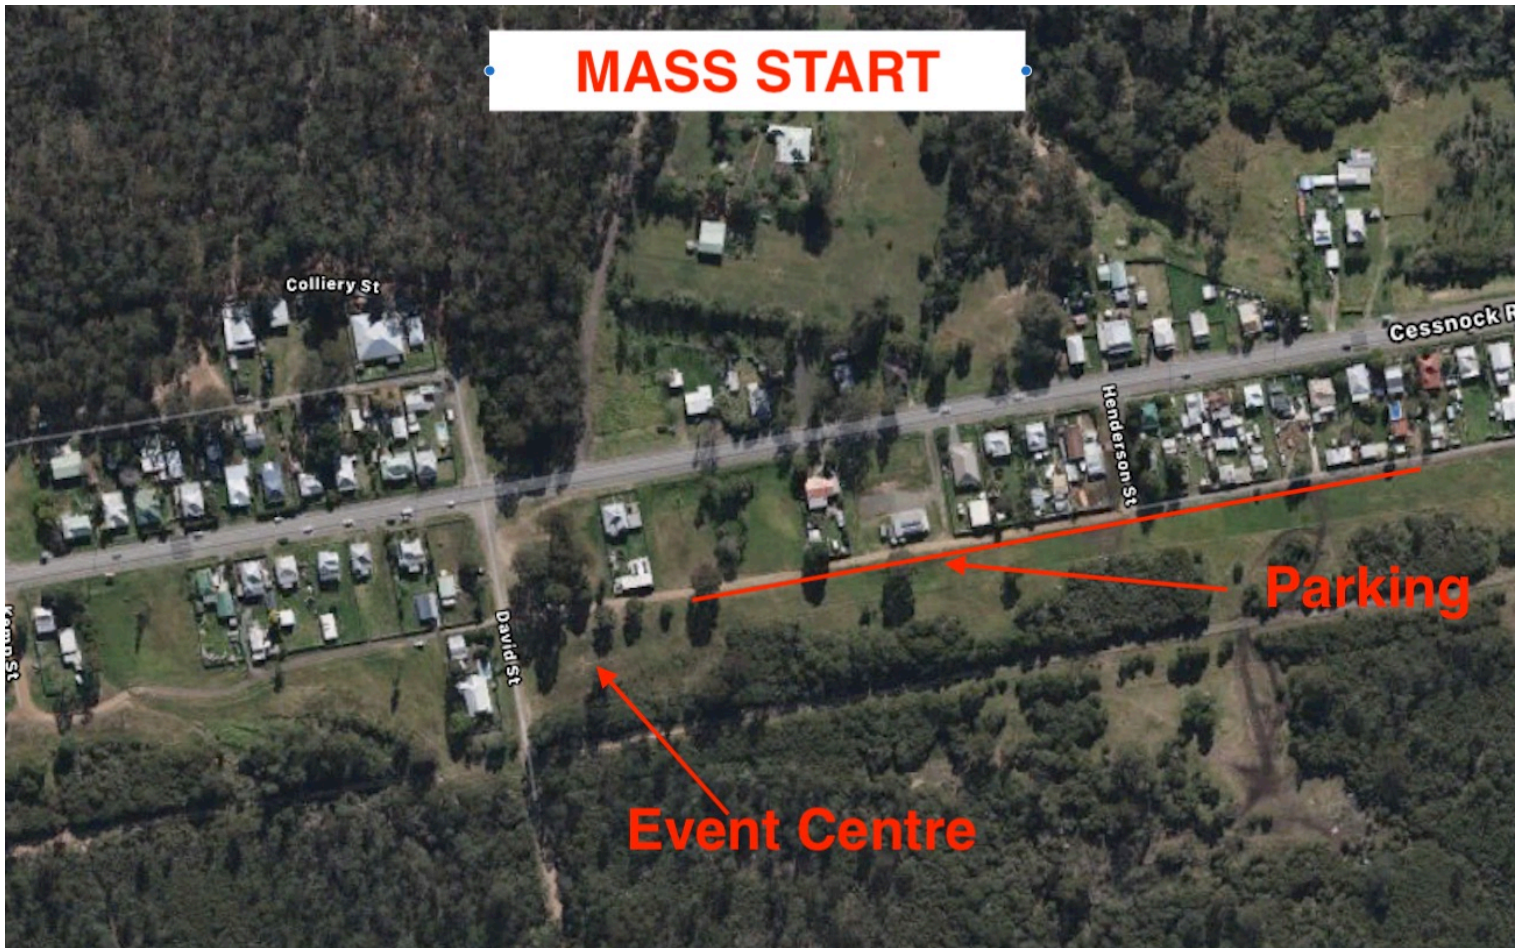 MASS START
Colliery St
Cessnock R
Henderson St
Parking
David St
Event Centre